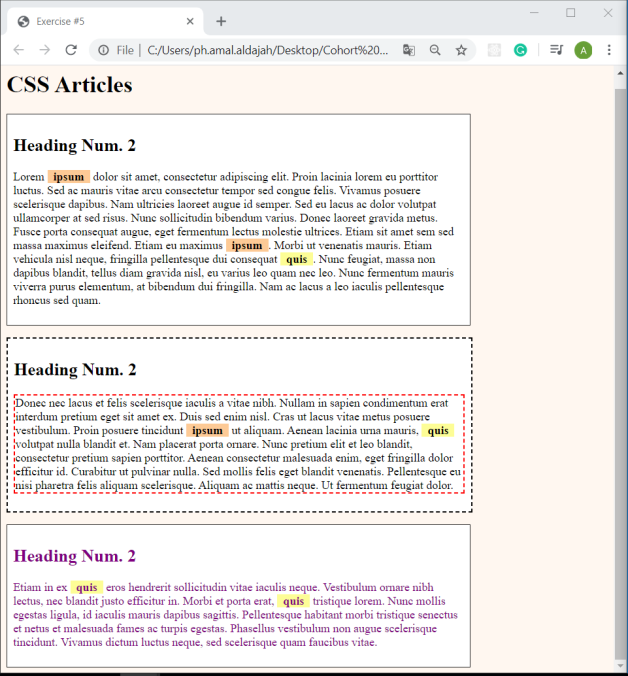 Exercise #5
File | C:/Users/ph.amal.aldajah/Desktop/Cohort%20...
A
CSS Articles
Heading Num. 2
Lorem ipsum dolor sit amet, consectetur adipiscing elit. Proin lacinia lorem eu porttitor
luctus. Sed ac mauris vitae arcu consectetur tempor sed congue felis. Vivamus posuere
scelerisque dapibus. Nam ultricies laoreet augue id semper. Sed eu lacus ac dolor volutpat
ullamcorper at sed risus. Nunc sollicitudin bibendum varius. Donec laoreet gravida metus.
Fusce porta consequat augue, eget fermentum lectus molestie ultrices. Etiam sit amet sem sed
massa maximus eleifend. Etiam eu maximus ipsum . Morbi ut venenatis mauris. Etiam
vehicula nisl neque, fringilla pellentesque dui consequat quis . Nunc feugiat, massa non
dapibus blandit, tellus diam gravida nisl, eu varius leo quam nec leo. Nunc fermentum mauris
viverra purus elementum, at bibendum dui fringilla. Nam ac lacus a leo iaculis pellentesque
rhoncus sed quam.
Heading Num. 2
Donec nec lacus et felis scelerisque iaculis a vitae nibh. Nullam in sapien condimentum erat
interdum pretium eget sit amet ex. Duis sed enim nisl. Cras ut lacus vitae metus posuere
vestibulum. Proin posuere tincidunt ipsum ut aliquam. Aenean lacinia urna mauris, quis
volutpat nulla blandit et. Nam placerat porta ornare. Nunc pretium elit et leo blandit,
consectetur pretium sapien porttitor. Aenean consectetur malesuada enim, eget fringilla dolor
efficitur id. Curabitur ut pulvinar nulla. Sed mollis felis eget blandit venenatis. Pellentesque eu
nisi pharetra felis aliquam scelerisque. Aliquam ac mattis neque. Ut fermentum feugiat dolor.
Heading Num. 2
Etiam in ex quis eros hendrerit sollicitudin vitae iaculis neque. Vestibulum ornare nibh
lectus, nec blandit justo efficitur in. Morbi et porta erat, quis tristique lorem. Nunc mollis
egestas ligula, id iaculis mauris dapibus sagittis. Pellentesque habitant morbi tristique senectus
et netus et malesuada fames ac turpis egestas. Phasellus vestibulum non augue scelerisque
tincidunt. Vivamus dictum luctus neque, sed scelerisque quam faucibus vitae.